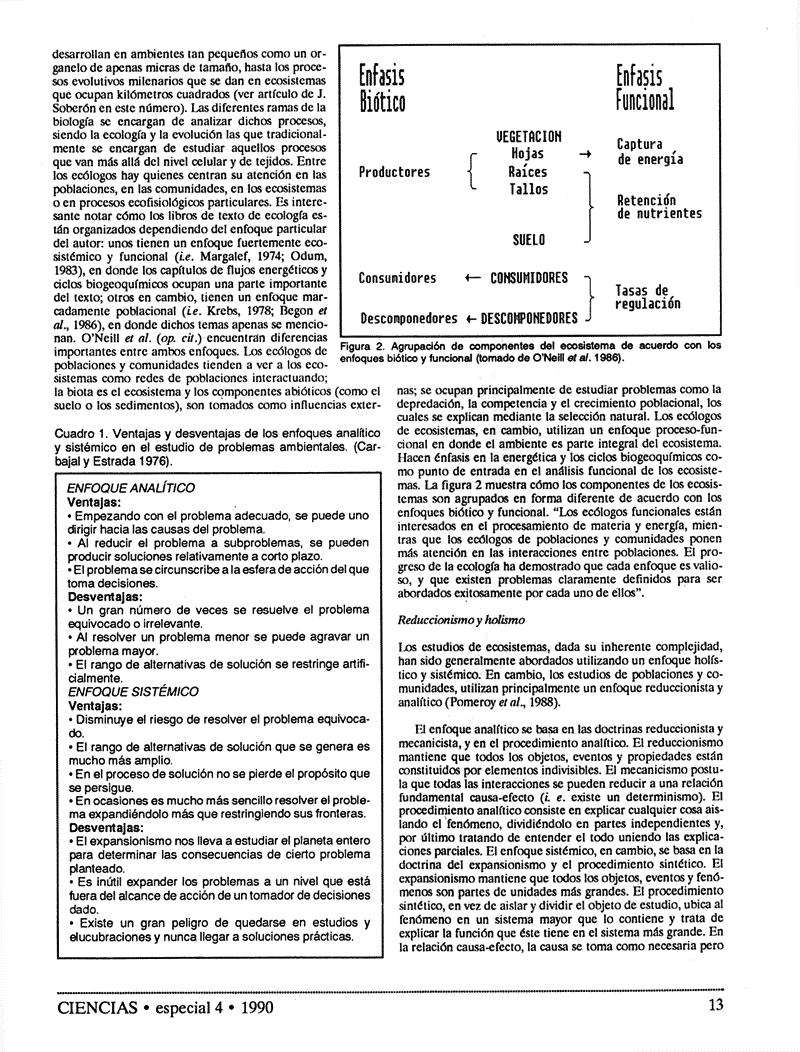 desarrollan en ambientes tan pequeños como un or-
ganelo de apenas micras de tamaño, hasta los proce-
sos evolutivos milenarios que se dan en ecosistemas
que ocupan kilómetros cuadrados (ver artículo de J.
Soberón en este número). Las diferentes ramas de la
biología se encargan de analizar dichos procesos,
siendo la ecología y la evolución las que tradicional-
mente se encargan de estudiar aquellos procesos
que van más allá del nivel celular y de tejidos. Entre
los ecólogos hay quienes centran su atención en las
poblaciones, en las comunidades, en los ecosistemas
o en procesos ecofisiológicos particulares. Es intere-
sante notar cómo los libros de texto de ecología es-
tán organizados dependiendo del enfoque particular
del autor: unos tienen un enfoque fuertemente eco-
sistémico y funcional (i.e. Margalef, 1974; Odum,
1983), en donde los capítulos de flujos energéticos y
ciclos biogeoquímicos ocupan una parte importante
del texto; otros en cambio, tienen un enfoque mar-
cadamente poblacional (i.e. Krebs, 1978; Begon et
al., 1986), en donde dichos temas apenas se mencio-
nan. O'Neill et al. (op. cit.) encuentran diferencias
importantes entre ambos enfoques. Los ecólogos de
poblaciones y comunidades tienden a ver a los eco-
sistemas como redes de poblaciones interactuando;
la biota es el ecosistema y los componentes abióticos (como el
suelo o los sedimentos), son tomados como influencias exter-
Enfasis
Biótico
Enfasis
Funcional
VEGETACION
Productores { Hojas → Captura
de energía
Raíces
Tallos
SUELO
Retención
de nutrientes
Consumidores ← CONSUMIDORES
Descomponedores ← DESCOMPONEDORES
Tasas de
regulación
Figura 2. Agrupación de componentes del ecosistema de acuerdo con los
enfoques biótico y funcional (tomado de O'Neill et al. 1986).
Cuadro 1. Ventajas y desventajas de los enfoques analítico
y sistémico en el estudio de problemas ambientales. (Car-
bajal y Estrada 1976).
ENFOQUE ANALÍTICO
Ventajas:
• Empezando con el problema adecuado, se puede uno
dirigir hacia las causas del problema.
• Al reducir el problema a subproblemas, se pueden
producir soluciones relativamente a corto plazo.
• El problema se circunscribe a la esfera de acción del que
toma decisiones.
Desventajas:
• Un gran número de veces se resuelve el problema
equivocado o irrelevante.
• Al resolver un problema menor se puede agravar un
problema mayor.
• El rango de alternativas de solución se restringe artifi-
cialmente.
ENFOQUE SISTÉMICO
Ventajas:
• Disminuye el riesgo de resolver el problema equivoca-
do.
• El rango de alternativas de solución que se genera es
mucho más amplio.
• En el proceso de solución no se pierde el propósito que
se persigue.
• En ocasiones es mucho más sencillo resolver el proble-
ma expandiéndolo más que restringiendo sus fronteras.
Desventajas:
• El expansionismo nos lleva a estudiar el planeta entero
para determinar las consecuencias de cierto problema
planteado.
• Es inútil expander los problemas a un nivel que está
fuera del alcance de acción de un tomador de decisiones
dado.
• Existe un gran peligro de quedarse en estudios y
elucubraciones y nunca llegar a soluciones prácticas.
nas; se ocupan principalmente de estudiar problemas como la
depredación, la competencia y el crecimiento poblacional, los
cuales se explican mediante la selección natural. Los ecólogos
de ecosistemas, en cambio, utilizan un enfoque proceso-fun-
cional en donde el ambiente es parte integral del ecosistema.
Hacen énfasis en la energética y los ciclos biogeoquímicos co-
mo punto de entrada en el análisis funcional de los ecosiste-
mas. La figura 2 muestra cómo los componentes de los ecosis-
temas son agrupados en forma diferente de acuerdo con los
enfoques biótico y funcional. “Los ecólogos funcionales están
interesados en el procesamiento de materia y energía, mien-
tras que los ecólogos de poblaciones y comunidades ponen
más atención en las interacciones entre poblaciones. El pro-
greso de la ecología ha demostrado que cada enfoque es valio-
so, y que existen problemas claramente definidos para ser
abordados exitosamente por cada uno de ellos”.
Reduccionismo y holismo
Los estudios de ecosistemas, dada su inherente complejidad,
han sido generalmente abordados utilizando un enfoque holís-
tico y sistémico. En cambio, los estudios de poblaciones y co-
munidades, utilizan principalmente un enfoque reduccionista y
analítico (Pomeroy et al., 1988).
El enfoque analítico se basa en las doctrinas reduccionista y
mecanicista, y en el procedimiento analítico. El reduccionismo
mantiene que todos los objetos, eventos y propiedades están
constituidos por elementos indivisibles. El mecanicismo postu-
la que todas las interacciones se pueden reducir a una relación
fundamental causa-efecto (i. e. existe un determinismo). El
procedimiento analítico consiste en explicar cualquier cosa ais-
lando el fenómeno, dividiéndolo en partes independientes y,
por último tratando de entender el todo uniendo las explica-
ciones parciales. El enfoque sistémico, en cambio, se basa en la
doctrina del expansionismo y el procedimiento sintético. El
expansionismo mantiene que todos los objetos, eventos y fenó-
menos son partes de unidades más grandes. El procedimiento
sintético, en vez de aislar y dividir el objeto de estudio, ubica al
fenómeno en un sistema mayor que lo contiene y trata de
explicar la función que éste tiene en el sistema más grande. En
la relación causa-efecto, la causa se toma como necesaria pero
CIENCIAS • especial 4 • 1990
13